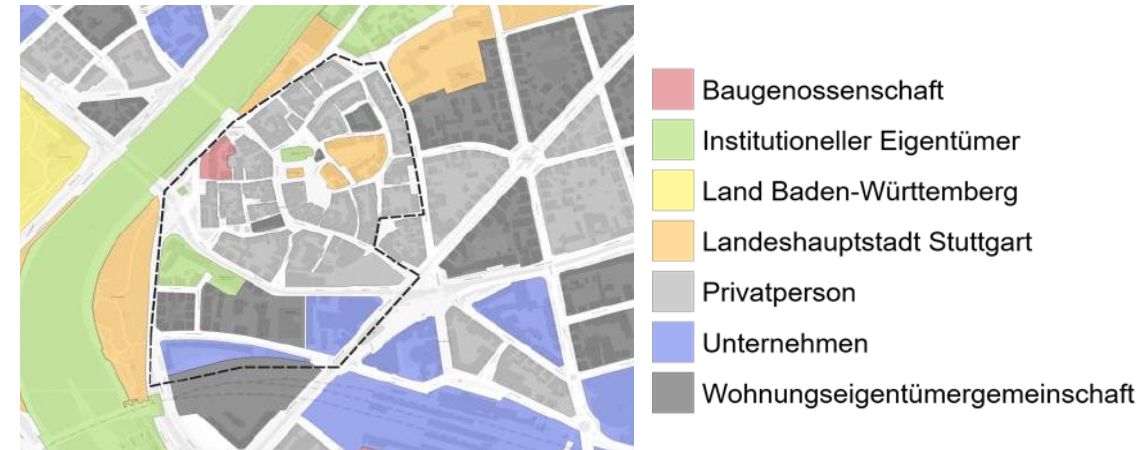 Baugenossenschaft
Institutioneller Eigentümer
Land Baden-Württemberg
Landeshauptstadt Stuttgart
Privatperson
Unternehmen
Wohnungseigentümergemeinschaft